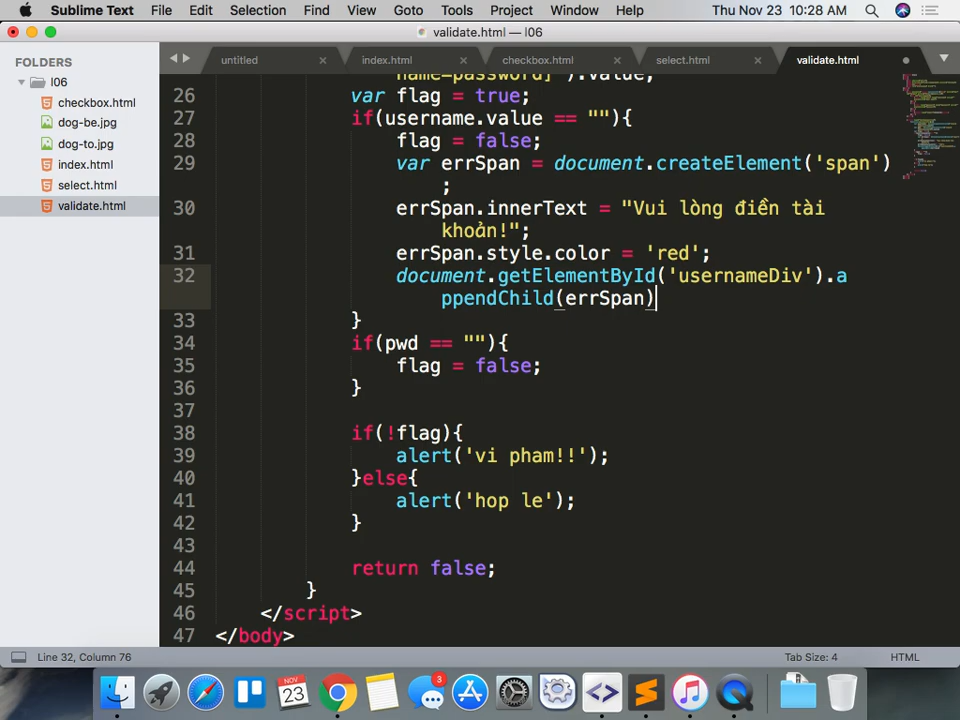 Sublime Text File Edit Selection Find View Goto Tools Project Window Help Thu Nov 23 10:28 AM
validate.html — l06
FOLDERS
l06
checkbox.html
dog-be.jpg
dog-to.jpg
index.html
select.html
validate.html
untitled × index.html × checkbox.html × select.html × validate.html
name=password]").value;
26 var flag = true;
27 if(username.value == ""){
28 flag = false;
29 var errSpan = document.createElement('span')
;
30 errSpan.innerText = "Vui lòng điền tài
khoản!";
31 errSpan.style.color = 'red';
32 document.getElementById('usernameDiv').a
ppendChild(errSpan)
33 }
34 if(pwd == ""){
35 flag = false;
36 }
37
38 if(!flag){
39 alert('vi pham!!');
40 }else{
41 alert('hop le');
42 }
43
44 return false;
45 }
46 </script>
47 </body>
Line 32, Column 76 Tab Size: 4 HTML
NOV
23
3